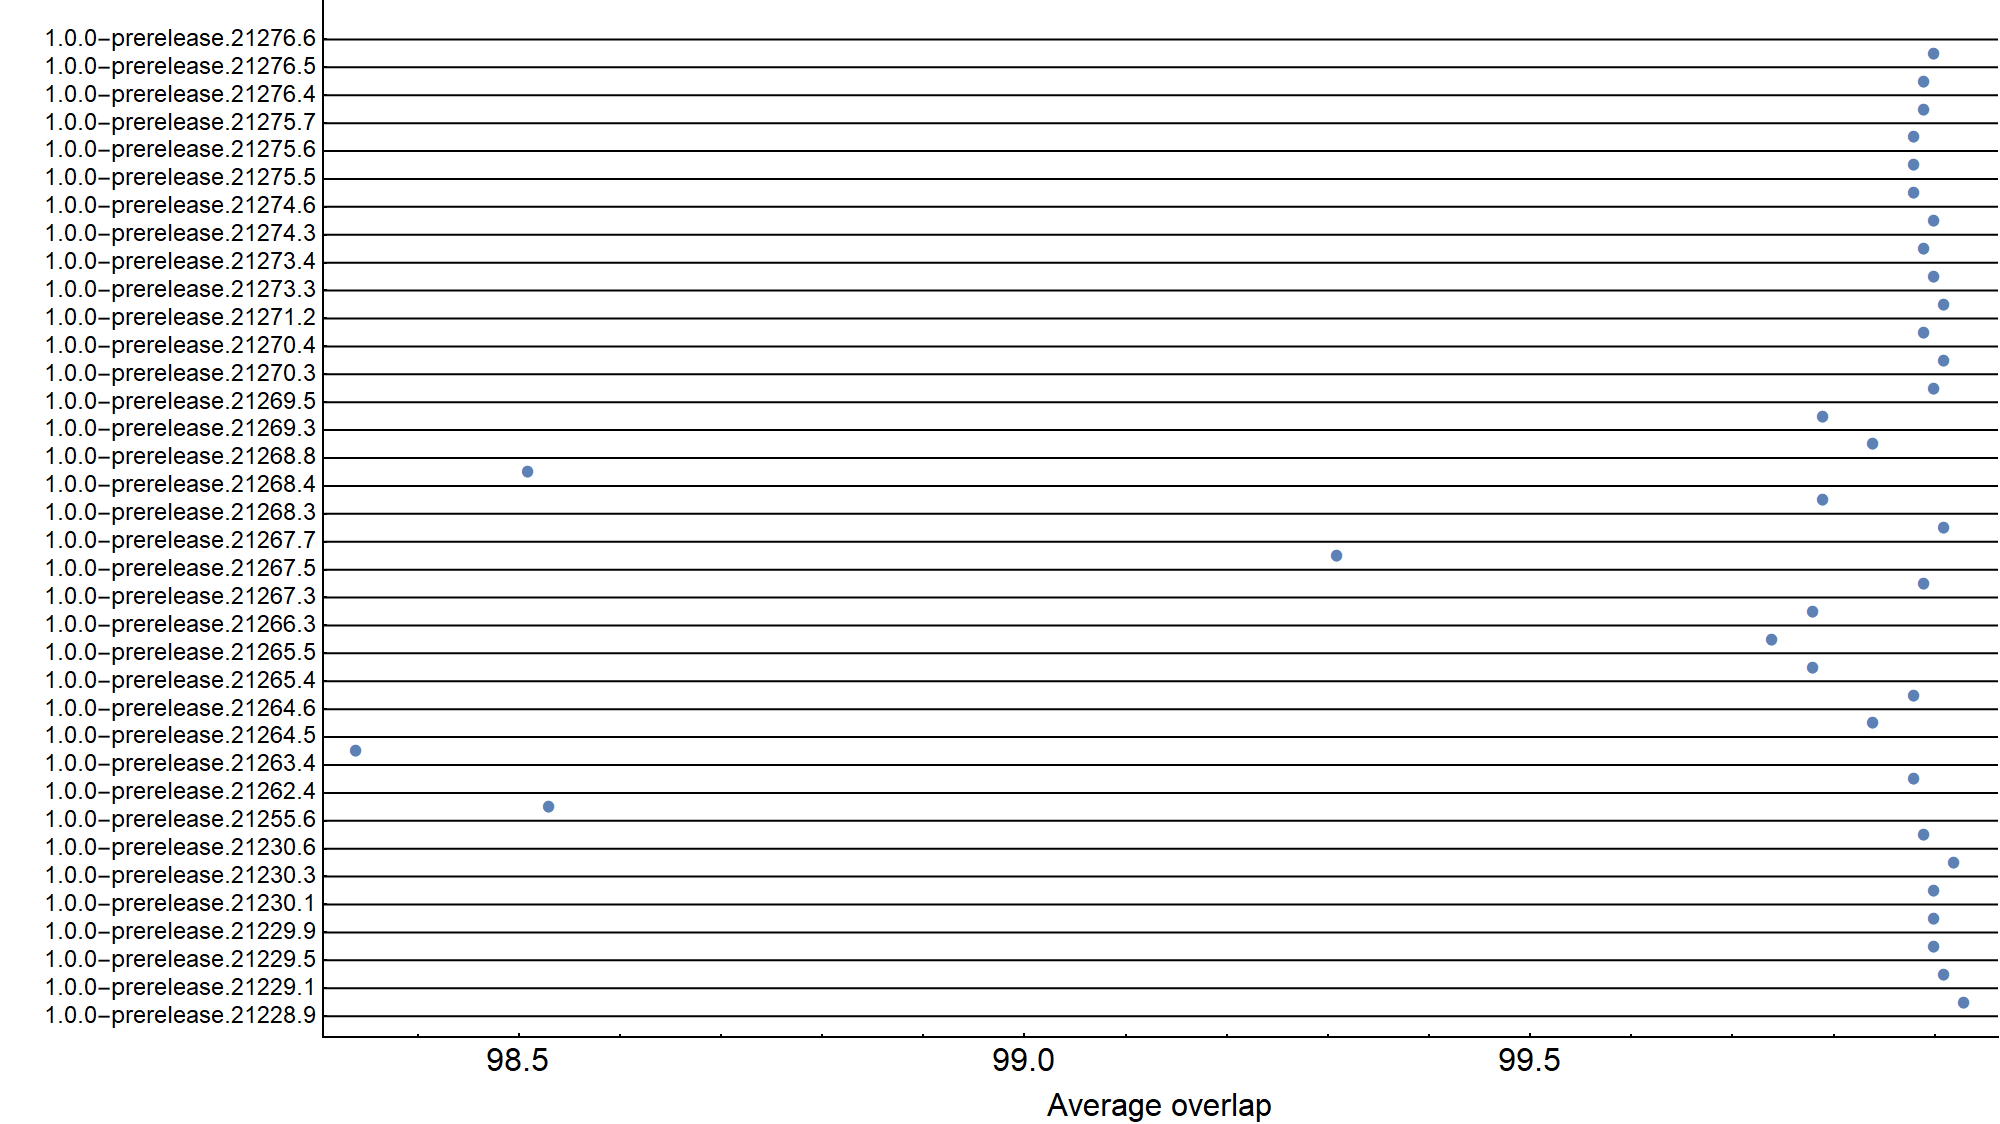 1.0.0−prerelease.21276.6
1.0.0−prerelease.21276.5
1.0.0−prerelease.21276.4
1.0.0−prerelease.21275.7
1.0.0−prerelease.21275.6
1.0.0−prerelease.21275.5
1.0.0−prerelease.21274.6
1.0.0−prerelease.21274.3
1.0.0−prerelease.21273.4
1.0.0−prerelease.21273.3
1.0.0−prerelease.21271.2
1.0.0−prerelease.21270.4
1.0.0−prerelease.21270.3
1.0.0−prerelease.21269.5
1.0.0−prerelease.21269.3
1.0.0−prerelease.21268.8
1.0.0−prerelease.21268.4
1.0.0−prerelease.21268.3
1.0.0−prerelease.21267.7
1.0.0−prerelease.21267.5
1.0.0−prerelease.21267.3
1.0.0−prerelease.21266.3
1.0.0−prerelease.21265.5
1.0.0−prerelease.21265.4
1.0.0−prerelease.21264.6
1.0.0−prerelease.21264.5
1.0.0−prerelease.21263.4
1.0.0−prerelease.21262.4
1.0.0−prerelease.21255.6
1.0.0−prerelease.21230.6
1.0.0−prerelease.21230.3
1.0.0−prerelease.21230.1
1.0.0−prerelease.21229.9
1.0.0−prerelease.21229.5
1.0.0−prerelease.21229.1
1.0.0−prerelease.21228.9
98.5 99.0 99.5
Average overlap